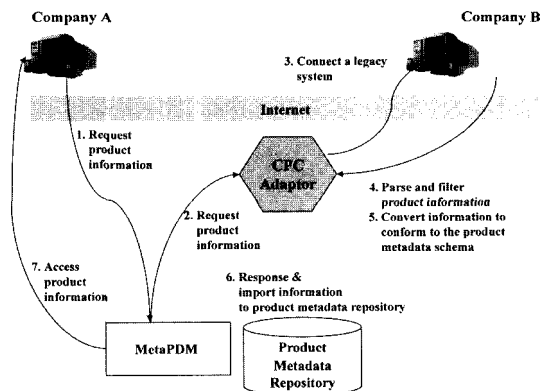 Company A
Company B
3. Connect a legacy
system
Internet
1. Request
product
information
CPC
Adaptor
2. Request
product
information
4. Parse and filter
product information
5. Convert information to
conform to the product
metadata schema
7. Access
product
information
6. Response &
import information
to product metadata repository
MetaPDM
Product
Metadata
Repository